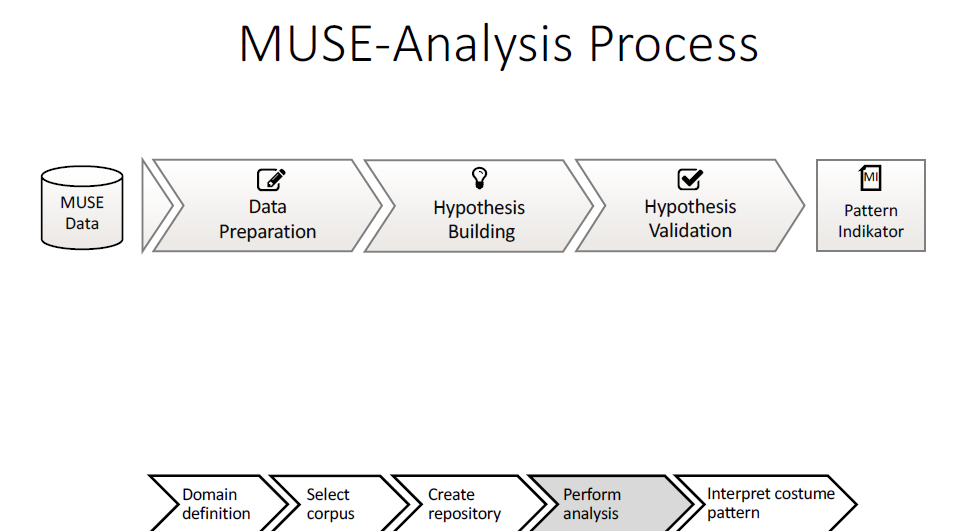 MUSE-Analysis Process
MUSE
Data
Data
Preparation
Hypothesis
Building
Hypothesis
Validation
MI
Pattern
Indikator
Domain
definition
Select
corpus
Create
repository
Perform
analysis
Interpret costume
pattern